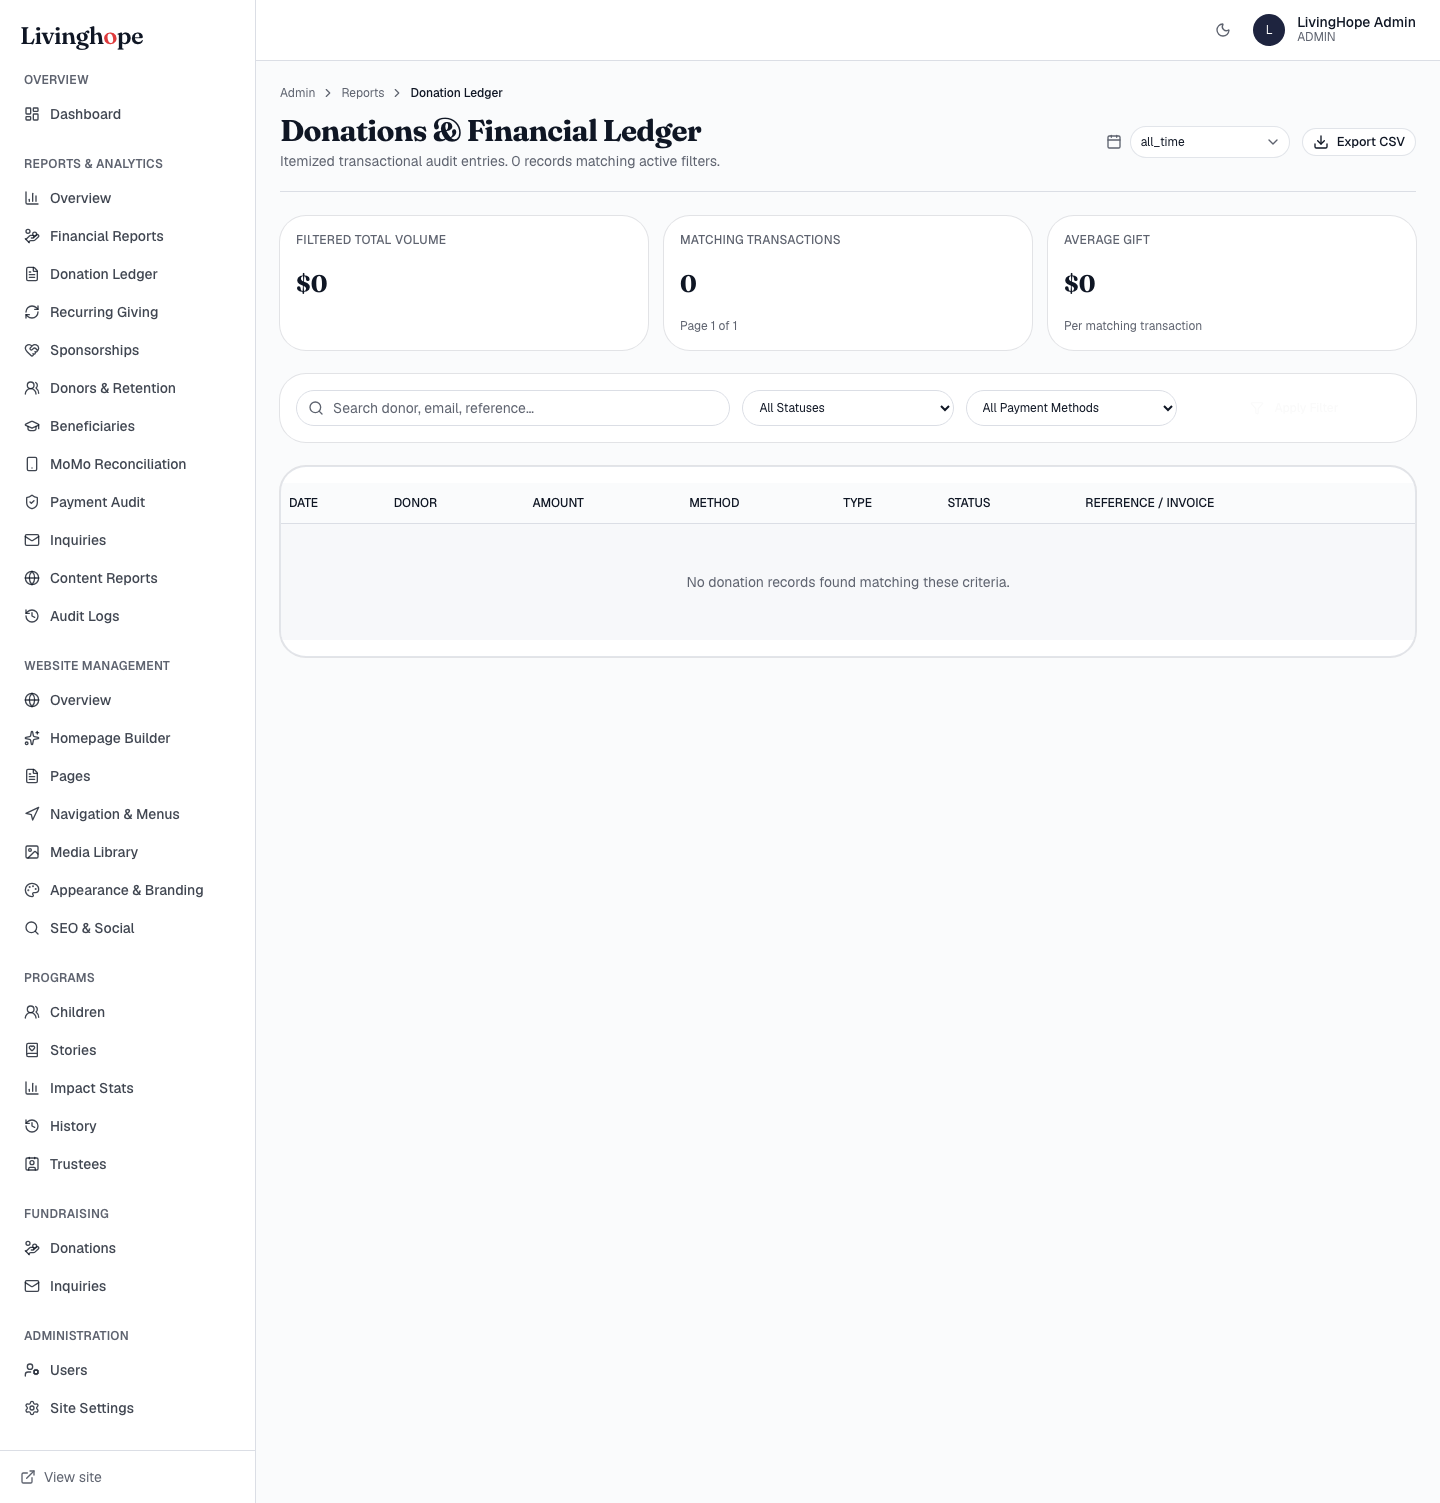 Livinghope
OVERVIEW
Dashboard
REPORTS & ANALYTICS
Overview
Financial Reports
Donation Ledger
Recurring Giving
Sponsorships
Donors & Retention
Beneficiaries
MoMo Reconciliation
Payment Audit
Inquiries
Content Reports
Audit Logs
WEBSITE MANAGEMENT
Overview
Homepage Builder
Pages
Navigation & Menus
Media Library
Appearance & Branding
SEO & Social
PROGRAMS
Children
Stories
Impact Stats
History
Trustees
FUNDRAISING
Donations
Inquiries
ADMINISTRATION
Users
Site Settings
View site
L
LivingHope Admin
ADMIN
Admin > Reports > Donation Ledger
Donations & Financial Ledger
Itemized transactional audit entries. 0 records matching active filters.
all_time
Export CSV
FILTERED TOTAL VOLUME
$0
MATCHING TRANSACTIONS
0
Page 1 of 1
AVERAGE GIFT
$0
Per matching transaction
Search donor, email, reference...
All Statuses
All Payment Methods
DATE DONOR AMOUNT METHOD TYPE STATUS REFERENCE / INVOICE
No donation records found matching these criteria.